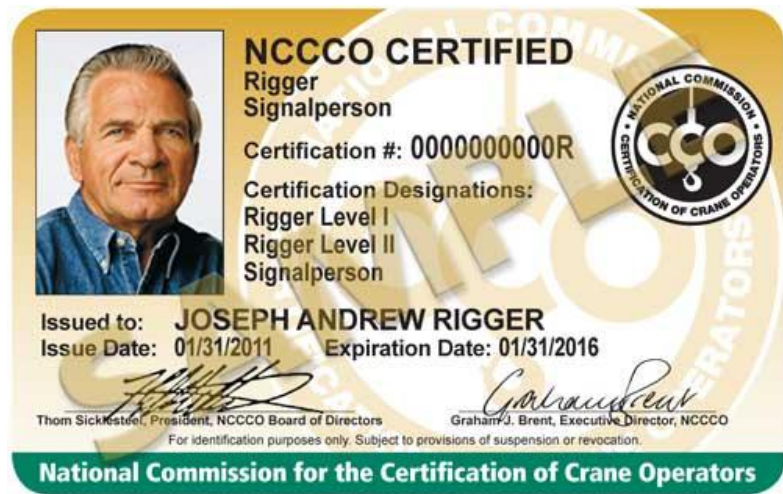 NCCCO CERTIFIED
Rigger
Signalperson
Certification #: 0000000000R
Certification Designations:
Rigger Level I
Rigger Level II
Signalperson
NATIONAL COMMISSION
CCO
CERTIFICATION OF CRANE OPERATORS
SAMPLE
Issued to: JOSEPH ANDREW RIGGER
Issue Date: 01/31/2011 Expiration Date: 01/31/2016
Graham Brent
Thom Sicklesteel, President, NCCCO Board of Directors
Graham J. Brent, Executive Director, NCCCO
For identification purposes only. Subject to provisions of suspension or revocation.
National Commission for the Certification of Crane Operators